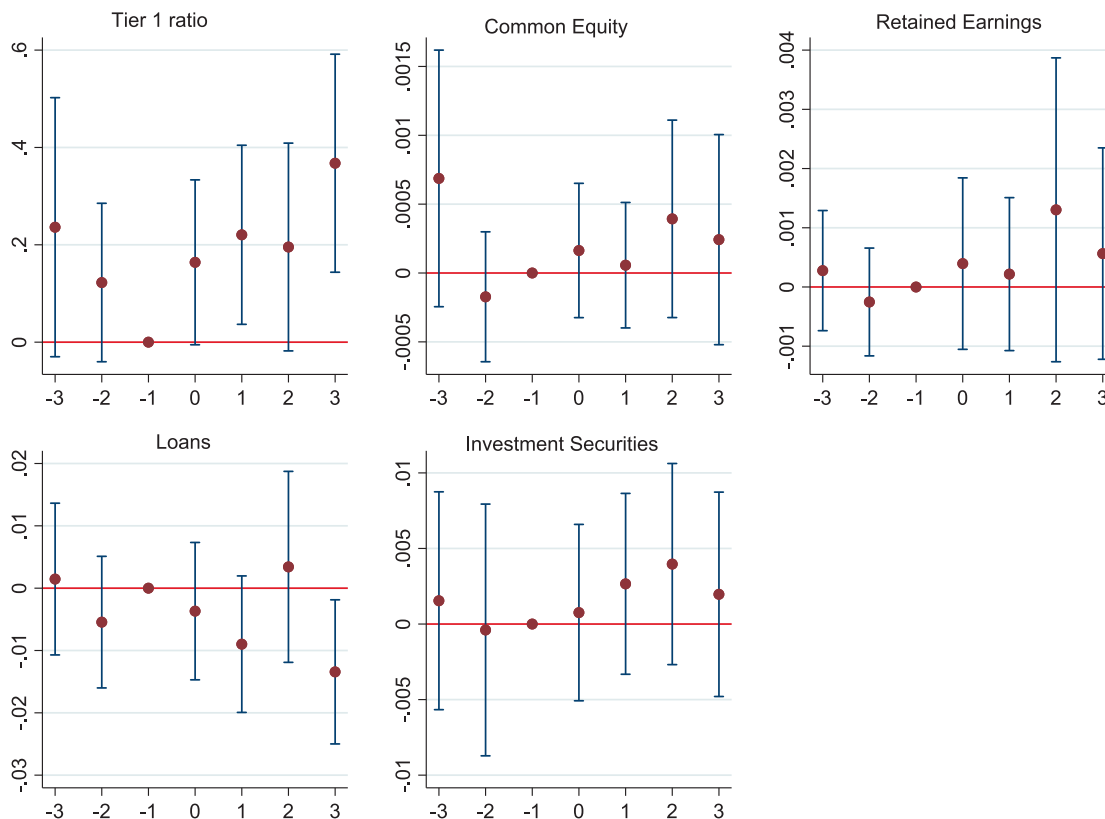 Tier 1 ratio
.6
.4
.2
0
-3 -2 -1 0 1 2 3
Common Equity
.0015
.001
.0005
0
-.0005
-3 -2 -1 0 1 2 3
Retained Earnings
.004
.003
.002
.001
0
-.001
-3 -2 -1 0 1 2 3
Loans
.02
.01
0
-.01
-.02
-.03
-3 -2 -1 0 1 2 3
Investment Securities
.01
.005
0
-.005
-.01
-3 -2 -1 0 1 2 3